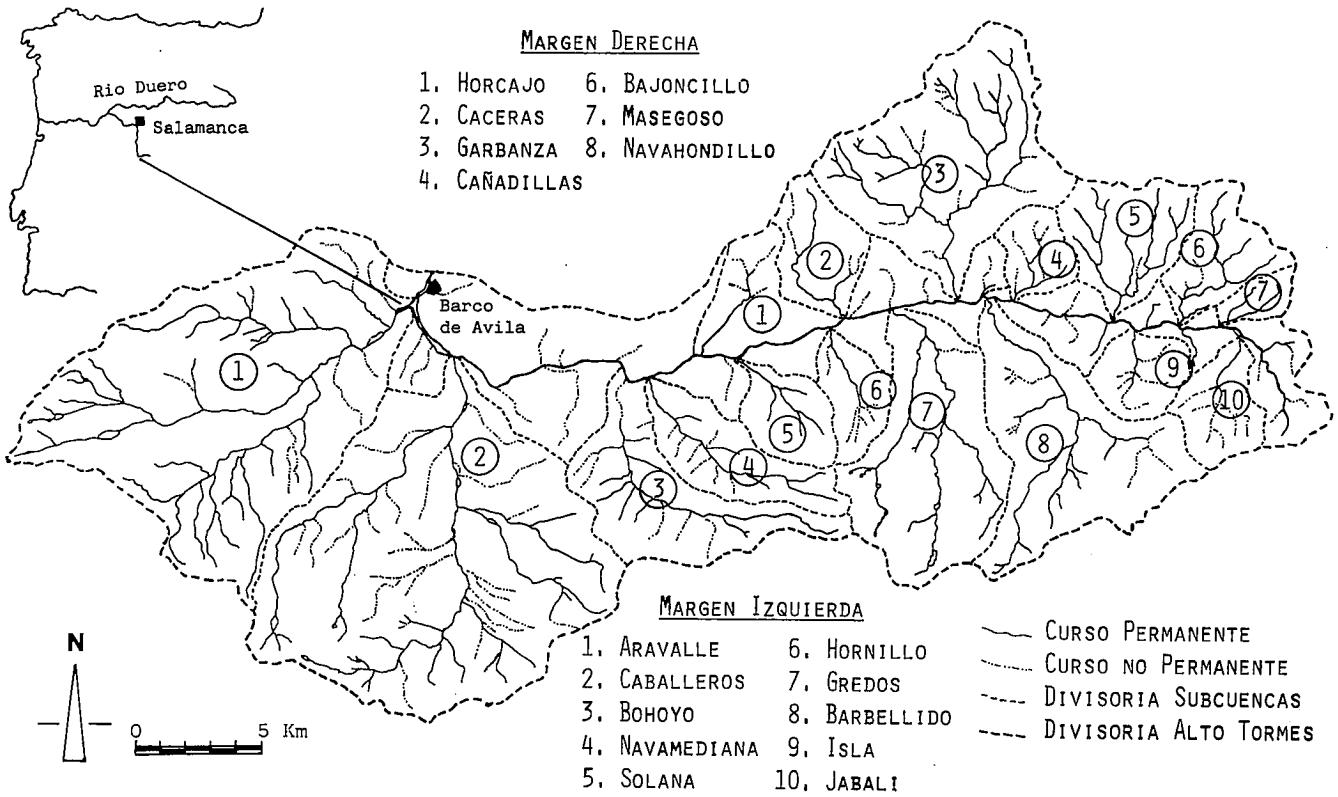 MARGEN DERECHA
1. HORCAJO 6. BAJONCILLO
2. CACERAS 7. MASEGOSO
3. GARBANZA 8. NAVAHONDILLO
4. CAÑADILLAS
Rio Duero
Salamanca
3
5
2
4
6
7
1
Barco
de Avila
1
9
6
10
7
5
8
2
4
3
MARGEN IZQUIERDA
1. ARAVALLE 6. HORNILLO
2. CABALLEROS 7. GREDOS
3. BOHOYO 8. BARBELLIDO
4. NAVAMEDIANA 9. ISLA
5. SOLANA 10. JABALI
CURSO PERMANENTE
CURSO NO PERMANENTE
DIVISORIA SUBCUENCAS
DIVISORIA ALTO TORMES
N
0 5 Km